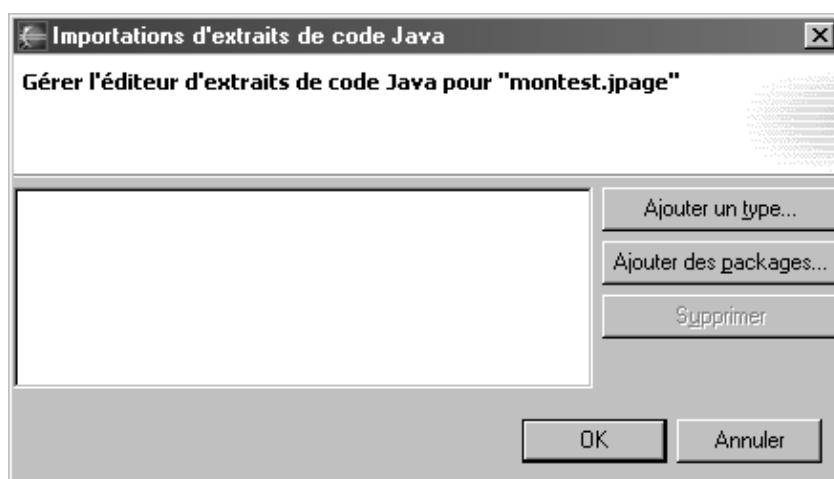 Importations d'extraits de code Java
Gérer l'éditeur d'extraits de code Java pour "montest.jpage"
Ajouter un type...
Ajouter des packages...
Supprimer
OK
Annuler